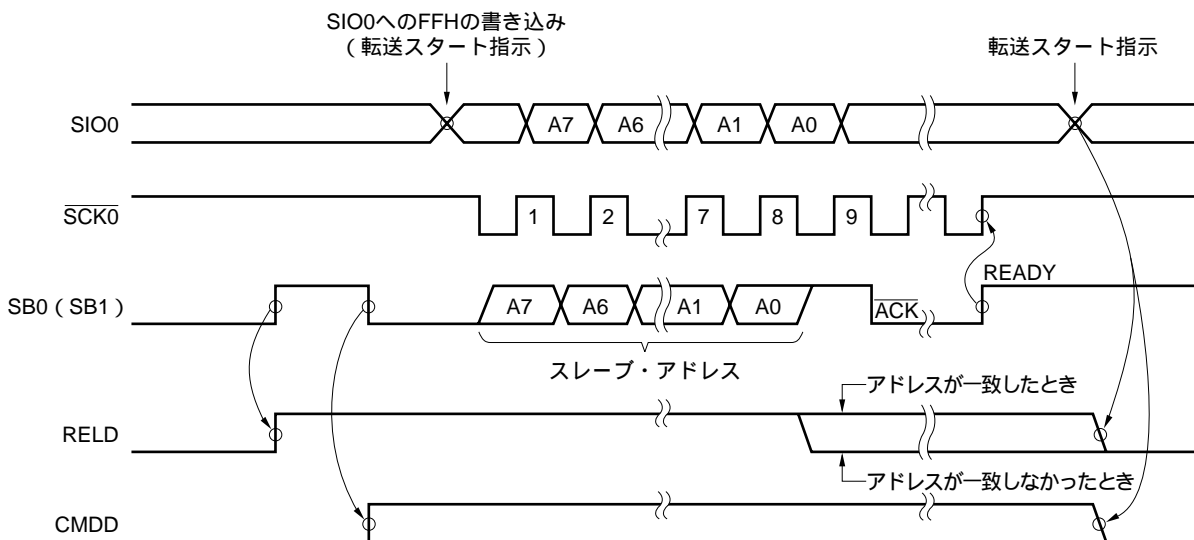 SIO0へのFFHの書き込み
（転送スタート指示）
転送スタート指示
SIO0
A7
A6
A1
A0
SCK0
1
2
7
8
9
READY
SB0（SB1）
A7
A6
A1
A0
ACK
スレーブ・アドレス
アドレスが一致したとき
RELD
アドレスが一致しなかったとき
CMDD